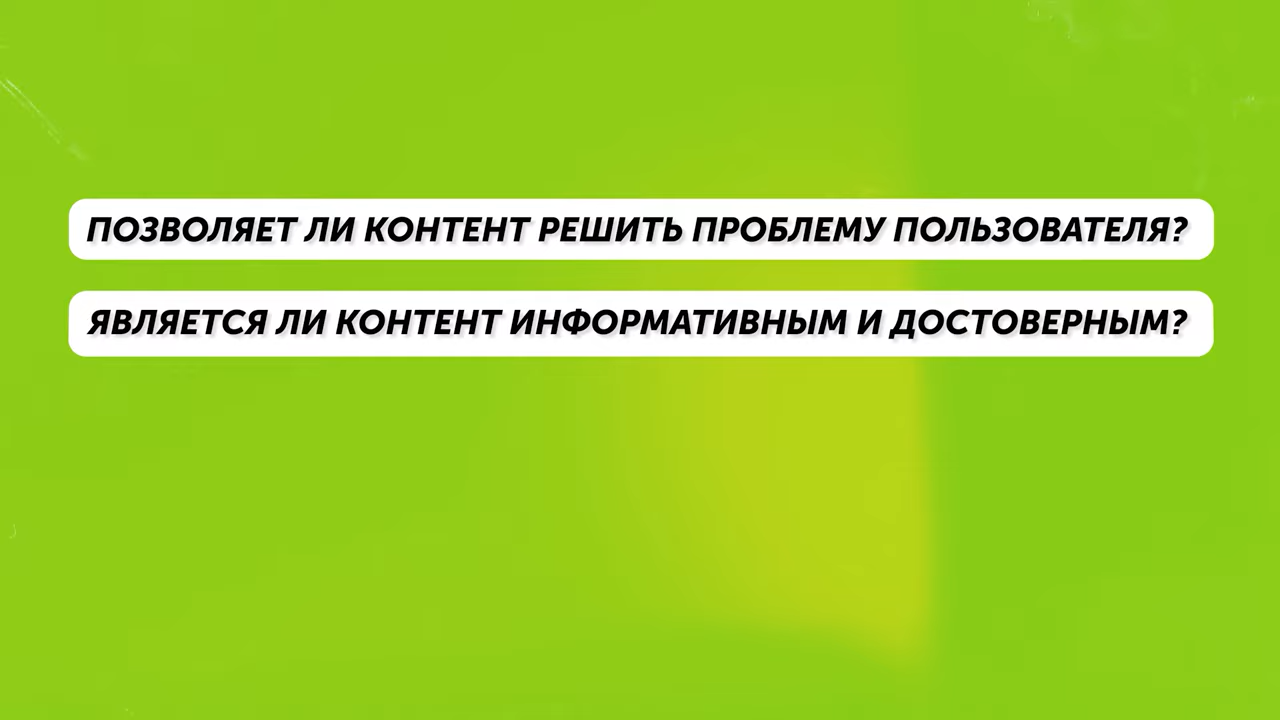 ПОЗВОЛЯЕТ ЛИ КОНТЕНТ РЕШИТЬ ПРОБЛЕМУ ПОЛЬЗОВАТЕЛЯ?
ЯВЛЯЕТСЯ ЛИ КОНТЕНТ ИНФОРМАТИВНЫМ И ДОСТОВЕРНЫМ?